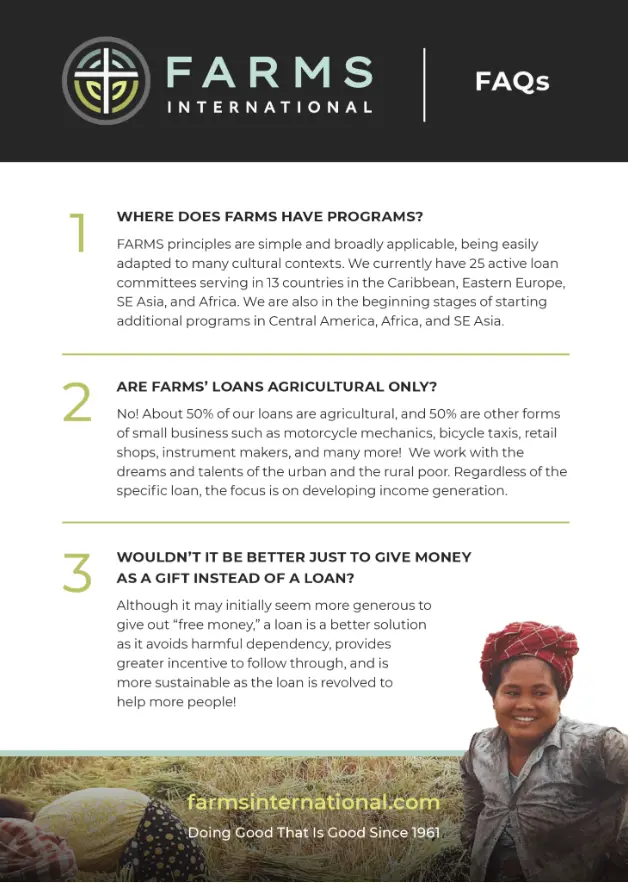 FARMS
INTERNATIONAL
FAQs
1
WHERE DOES FARMS HAVE PROGRAMS?
FARMS principles are simple and broadly applicable, being easily
adapted to many cultural contexts. We currently have 25 active loan
committees serving in 13 countries in the Caribbean, Eastern Europe,
SE Asia, and Africa. We are also in the beginning stages of starting
additional programs in Central America, Africa, and SE Asia.
2
ARE FARMS’ LOANS AGRICULTURAL ONLY?
No! About 50% of our loans are agricultural, and 50% are other forms
of small business such as motorcycle mechanics, bicycle taxis, retail
shops, instrument makers, and many more!  We work with the
dreams and talents of the urban and the rural poor. Regardless of the
specific loan, the focus is on developing income generation.
3
WOULDN’T IT BE BETTER JUST TO GIVE MONEY
AS A GIFT INSTEAD OF A LOAN?
Although it may initially seem more generous to
give out “free money,” a loan is a better solution
as it avoids harmful dependency, provides
greater incentive to follow through, and is
more sustainable as the loan is revolved to
help more people!
farmsinternational.com
Doing Good That Is Good Since 1961